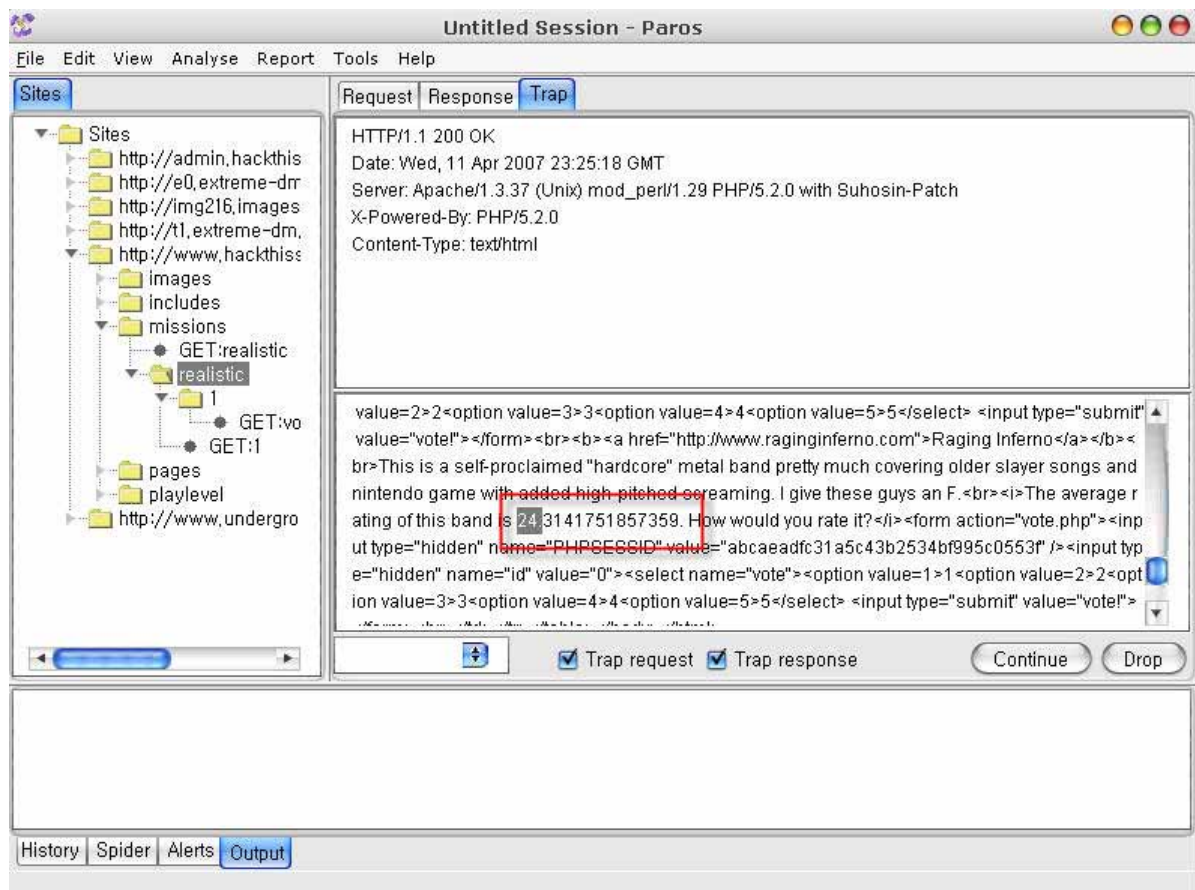 Untitled Session - Paros
File Edit View Analyse Report Tools Help
Sites
Sites
http://admin,hackthis
http://e0,extreme-dm
http://img216,images
http://t1,extreme-dm,
http://www,hackthiss
images
includes
missions
GET:realistic
realistic
1
GET:vo
GET:1
pages
playlevel
http://www,undergro
Request Response Trap
HTTP/1.1 200 OK
Date: Wed, 11 Apr 2007 23:25:18 GMT
Server: Apache/1.3.37 (Unix) mod_perl/1.29 PHP/5.2.0 with Suhosin-Patch
X-Powered-By: PHP/5.2.0
Content-Type: text/html
value=2>2<option value=3>3<option value=4>4<option value=5>5</select> <input type="submit"
value="vote!"></form><br><b><a href="http://www.raginginferno.com">Raging Inferno</a></b><
br>This is a self-proclaimed "hardcore" metal band pretty much covering older slayer songs and
nintendo game with added high-pitched screaming. I give these guys an F.<br><i>The average r
ating of this band is 24.3141751857359. How would you rate it?</i><form action="vote.php"><inp
ut type="hidden" name="PHPSESSID" value="abcaeadfc31a5c43b2534bf995c0553f" /><input typ
e="hidden" name="id" value="0"><select name="vote"><option value=1>1<option value=2>2<opt
ion value=3>3<option value=4>4<option value=5>5</select> <input type="submit" value="vote!">
Trap request Trap response Continue Drop
History Spider Alerts Output